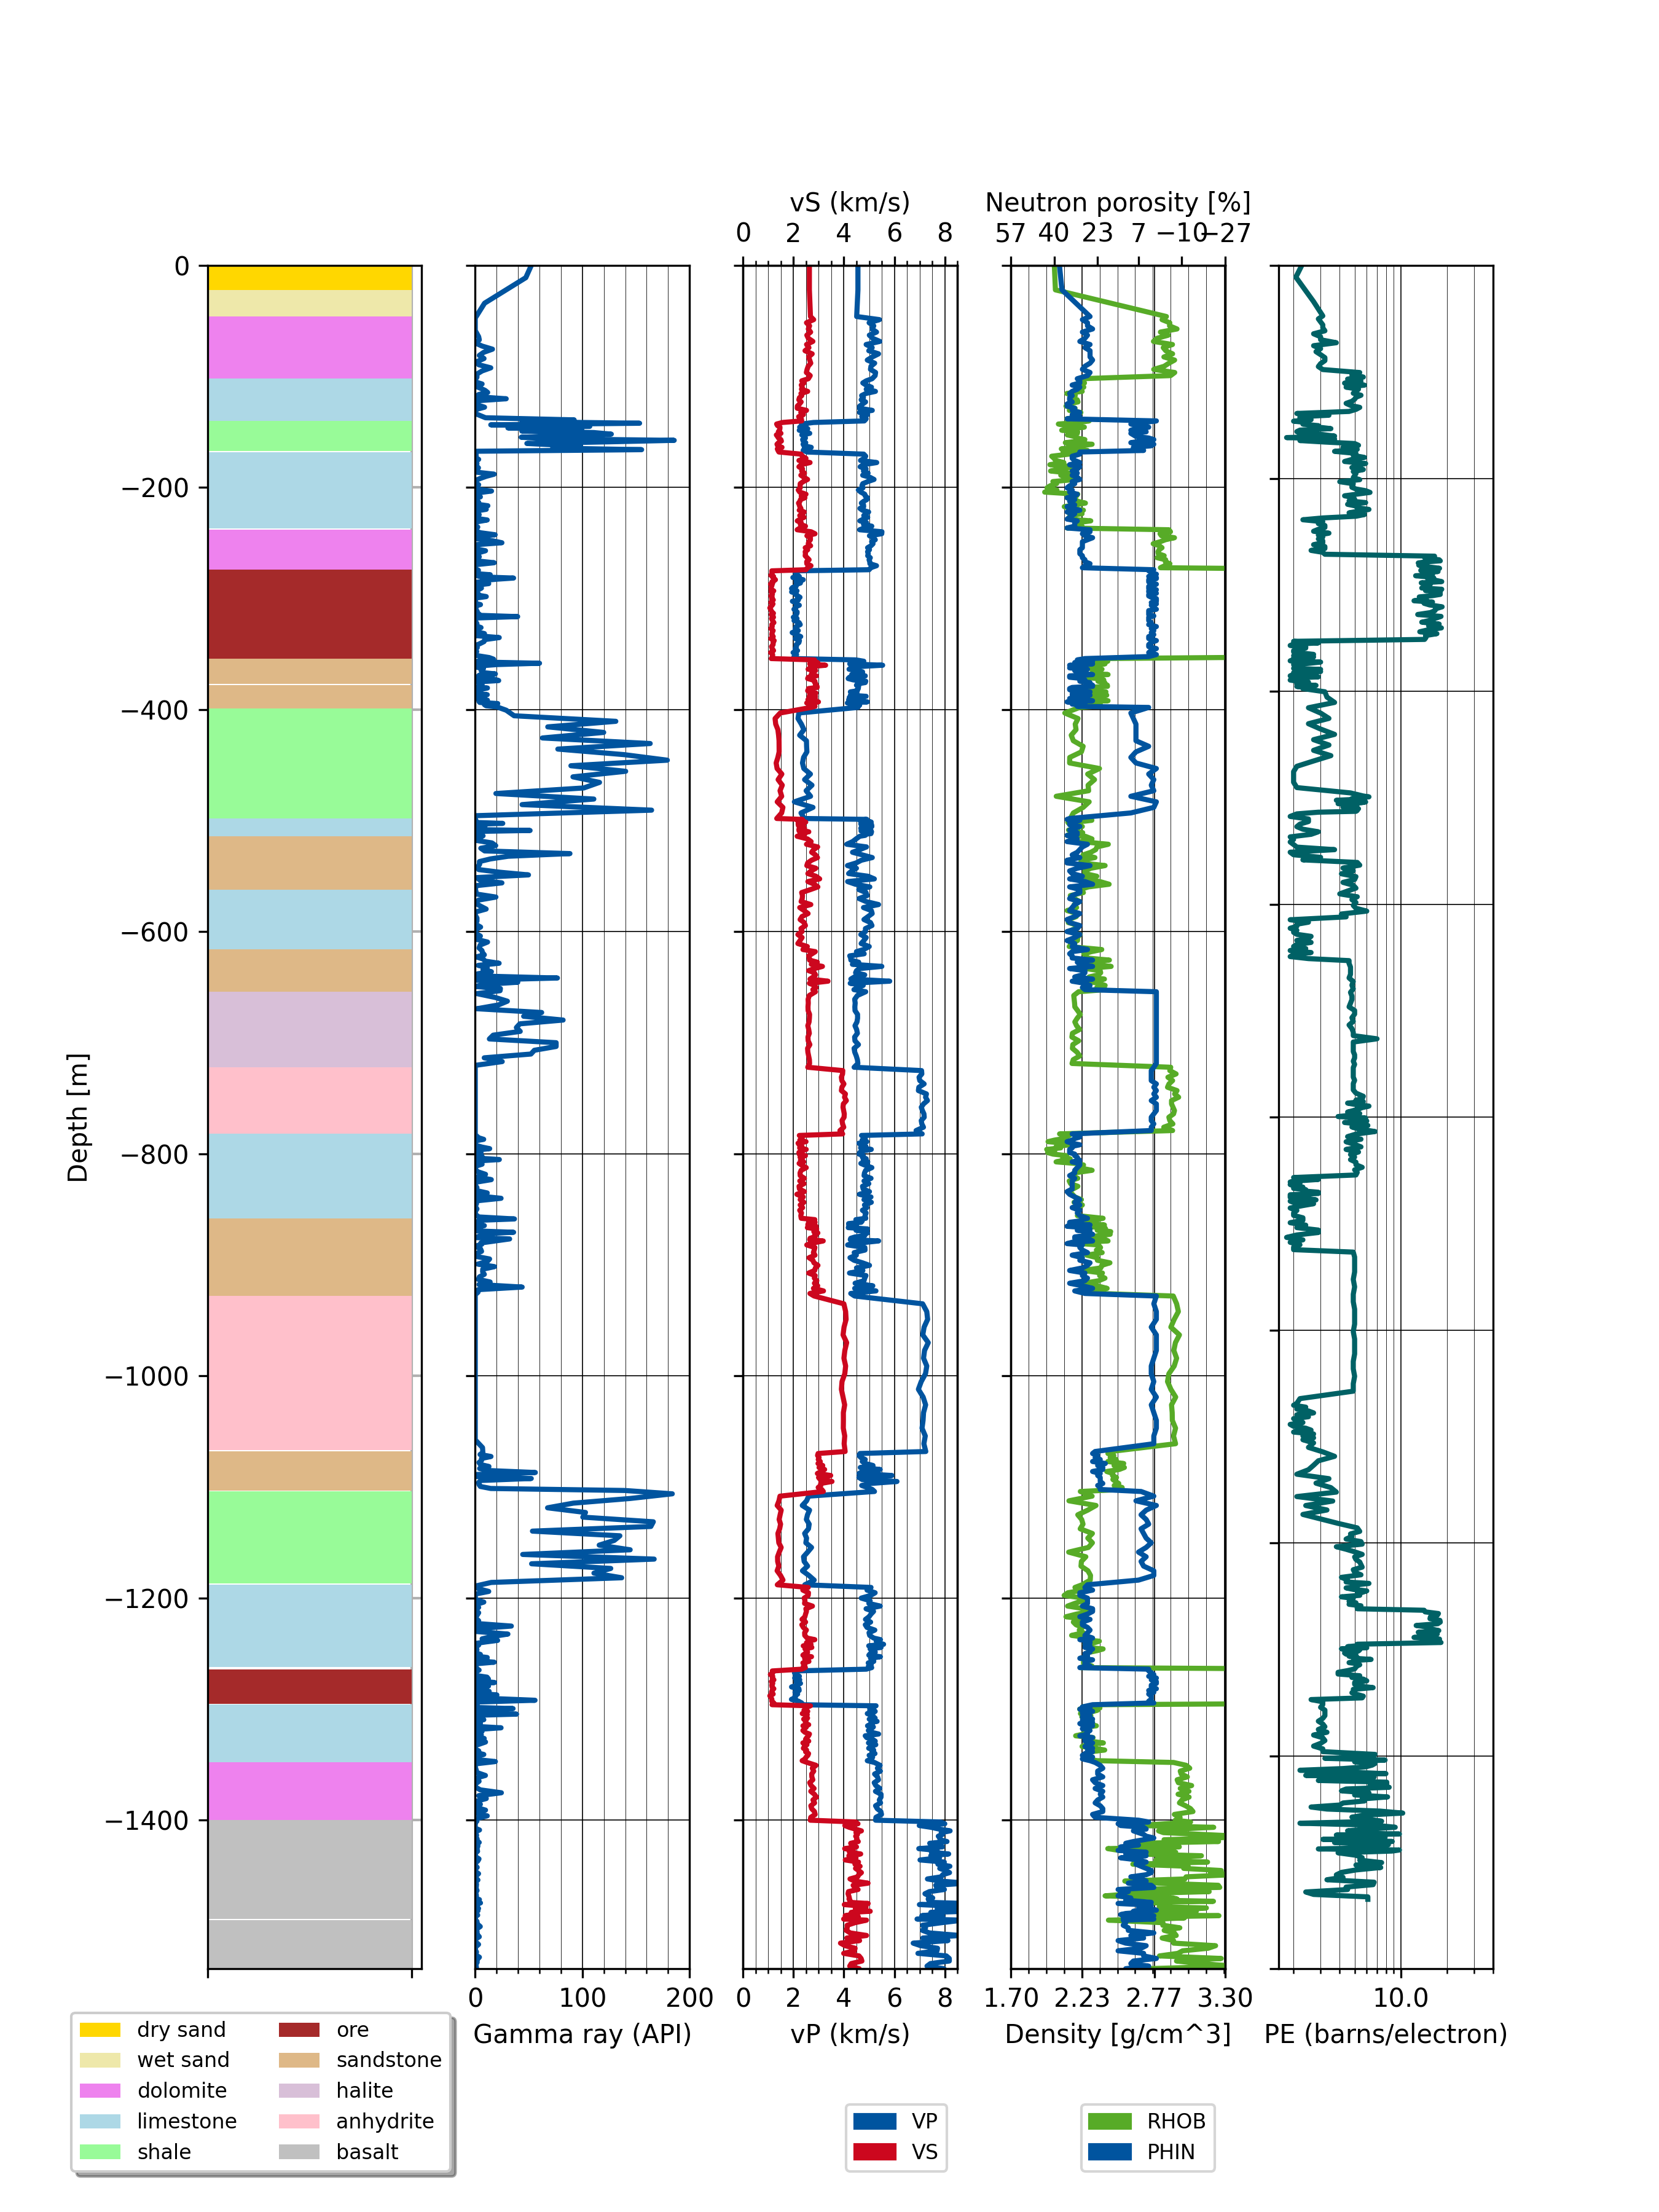 vS (km/s)
Neutron porosity [%]
0 2 4 6 8
57 40 23 7 −10 −27
0
−200
−400
−600
−800
−1000
−1200
−1400
Depth [m]
0 100 200
0 2 4 6 8
1.70 2.23 2.77 3.30
10.0
Gamma ray (API)
vP (km/s)
Density [g/cm^3]
PE (barns/electron)
dry sand
wet sand
dolomite
limestone
shale
ore
sandstone
halite
anhydrite
basalt
VP
VS
RHOB
PHIN